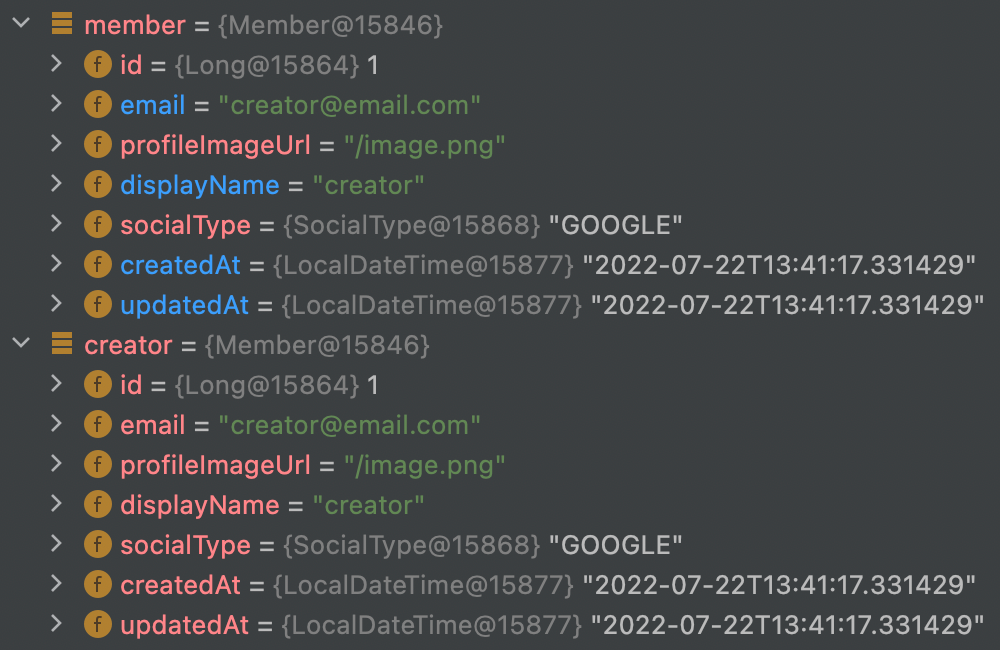 member = {Member@15846}
f id = {Long@15864} 1
f email = "creator@email.com"
f profileImageUrl = "/image.png"
f displayName = "creator"
f socialType = {SocialType@15868} "GOOGLE"
f createdAt = {LocalDateTime@15877} "2022-07-22T13:41:17.331429"
f updatedAt = {LocalDateTime@15877} "2022-07-22T13:41:17.331429"
creator = {Member@15846}
f id = {Long@15864} 1
f email = "creator@email.com"
f profileImageUrl = "/image.png"
f displayName = "creator"
f socialType = {SocialType@15868} "GOOGLE"
f createdAt = {LocalDateTime@15877} "2022-07-22T13:41:17.331429"
f updatedAt = {LocalDateTime@15877} "2022-07-22T13:41:17.331429"